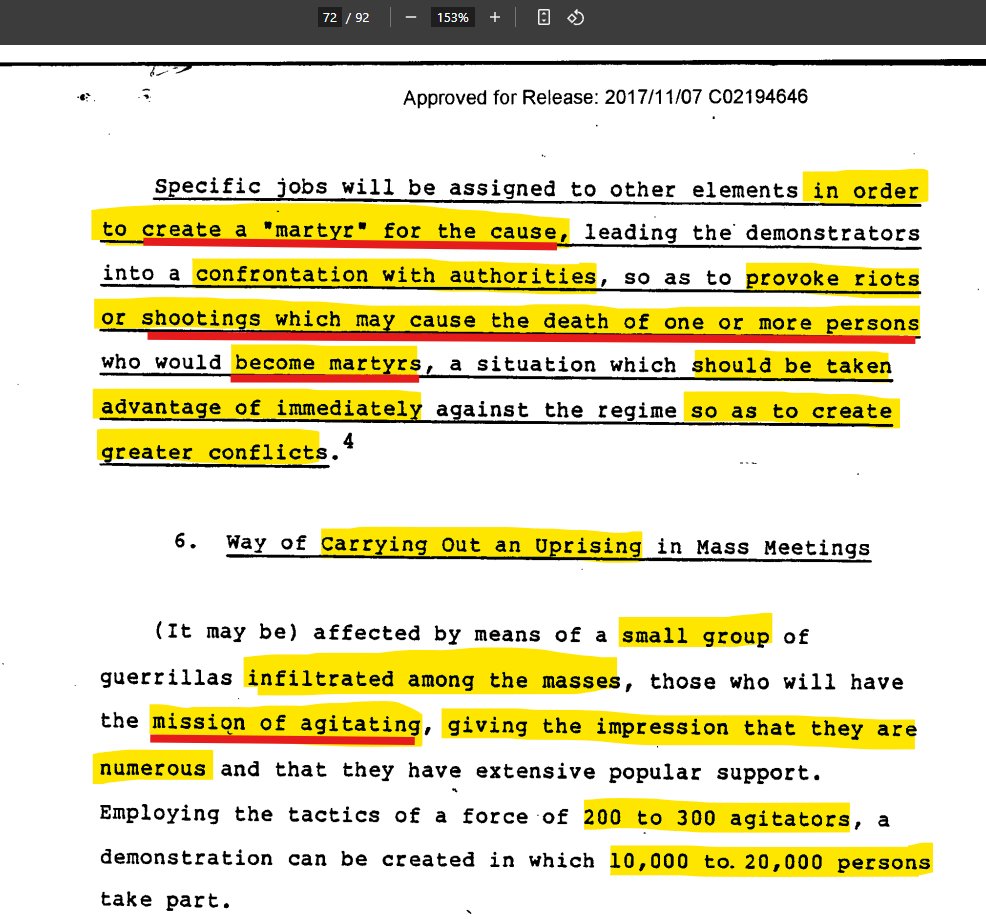 72 / 92
153%
Approved for Release: 2017/11/07 C02194646
Specific jobs will be assigned to other elements in order
to create a "martyr" for the cause, leading the demonstrators
into a confrontation with authorities, so as to provoke riots
or shootings which may cause the death of one or more persons
who would become martyrs, a situation which should be taken
advantage of immediately against the regime so as to create
greater conflicts.4
6. Way of Carrying Out an Uprising in Mass Meetings
(It may be) affected by means of a small group of
guerrillas infiltrated among the masses, those who will have
the mission of agitating, giving the impression that they are
numerous and that they have extensive popular support.
Employing the tactics of a force of 200 to 300 agitators, a
demonstration can be created in which 10,000 to. 20,000 persons
take part.